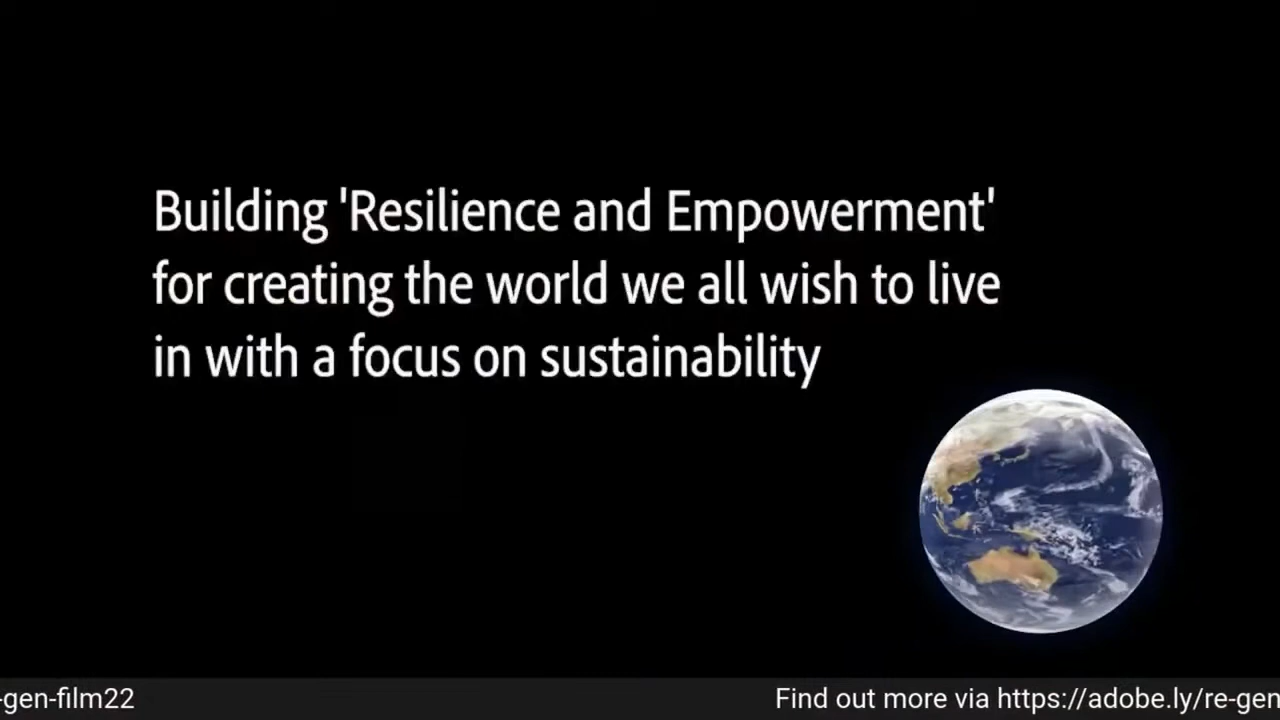 Building 'Resilience and Empowerment'
for creating the world we all wish to live
in with a focus on sustainability
-gen-film22
Find out more via https://adobe.ly/re-gen